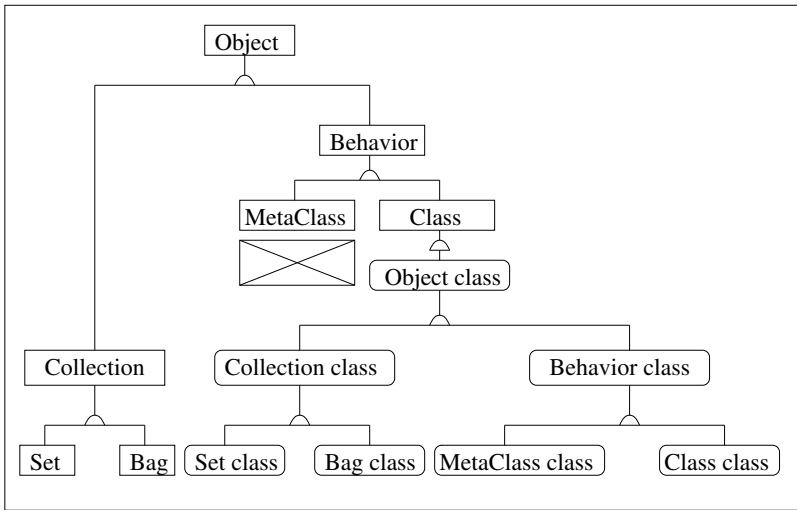 Object
Behavior
MetaClass
Class
Object class
Collection
Collection class
Behavior class
Set
Bag
Set class
Bag class
MetaClass class
Class class